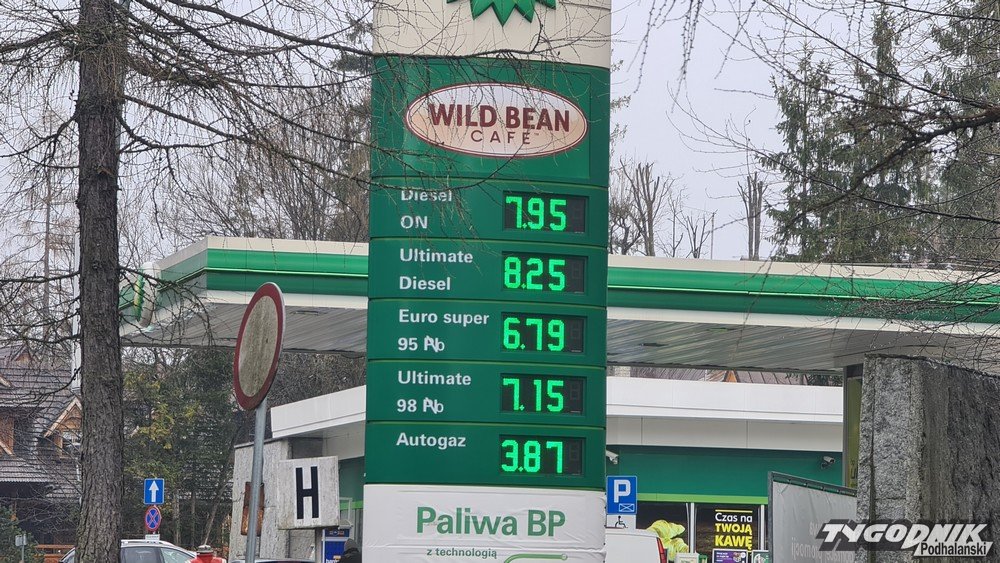 WILD BEAN
CAFÉ
Diesel
ON
7.95
Ultimate
Diesel
8.25
Euro super
95 Pb
6.79
Ultimate
98 Pb
7.15
Autogaz
3.87
Paliwa BP
z technologią
H
P
Czas na
TWOJĄ
KAWĘ
TYGODNIK
Podhalański